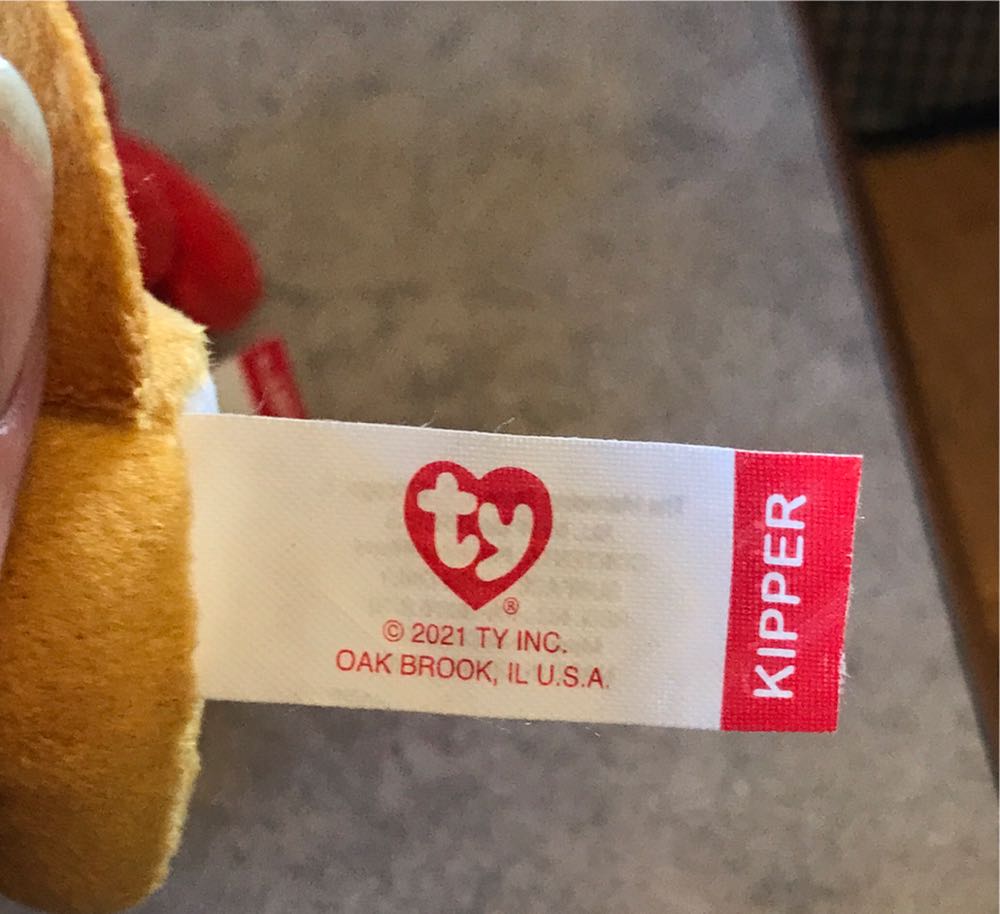 ty
®
© 2021 TY INC.
OAK BROOK, IL U.S.A.
KIPPER